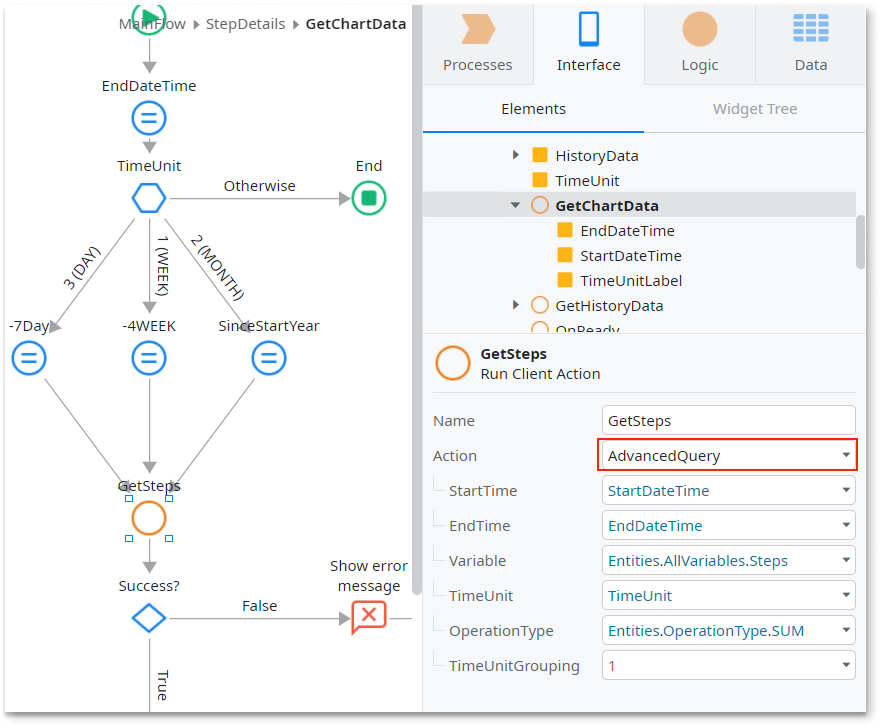 MainFlow StepDetails GetChartData
EndDateTime
TimeUnit
Otherwise
End
3 (DAY)
1 (WEEK)
2 (MONTH)
-7Day
-4WEEK
SinceStartYear
GetSteps
Success?
False
Show error
message
True
Processes
Interface
Logic
Data
Elements
Widget Tree
HistoryData
TimeUnit
GetChartData
EndDateTime
StartDateTime
TimeUnitLabel
GetHistoryData
OnReady
GetSteps
Run Client Action
Name GetSteps
Action AdvancedQuery
StartTime StartDateTime
EndTime EndDateTime
Variable Entities.AllVariables.Steps
TimeUnit TimeUnit
OperationType Entities.OperationType.SUM
TimeUnitGrouping 1